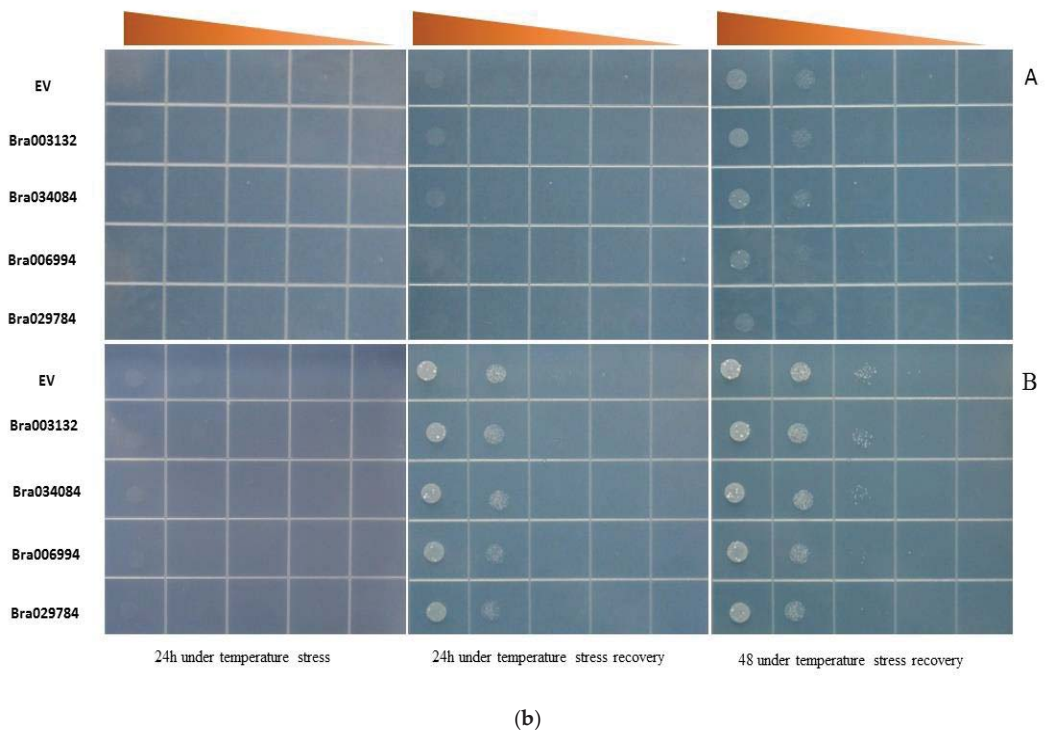 A
EV
Bra003132
Bra034084
Bra006994
Bra029784
B
EV
Bra003132
Bra034084
Bra006994
Bra029784
24h under temperature stress
24h under temperature stress recovery
48 under temperature stress recovery
(b)